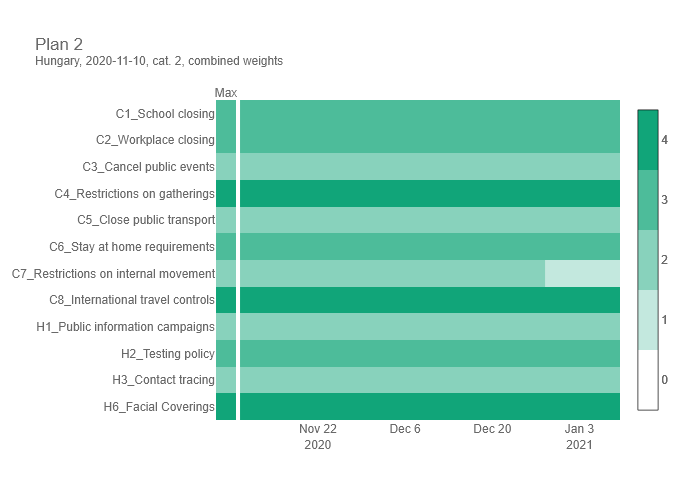 Plan 2
Hungary, 2020-11-10, cat. 2, combined weights
Max
C1_School closing
C2_Workplace closing
C3_Cancel public events
C4_Restrictions on gatherings
C5_Close public transport
C6_Stay at home requirements
C7_Restrictions on internal movement
C8_International travel controls
H1_Public information campaigns
H2_Testing policy
H3_Contact tracing
H6_Facial Coverings
4
3
2
1
0
Nov 22 Dec 6 Dec 20 Jan 3
2020 2021